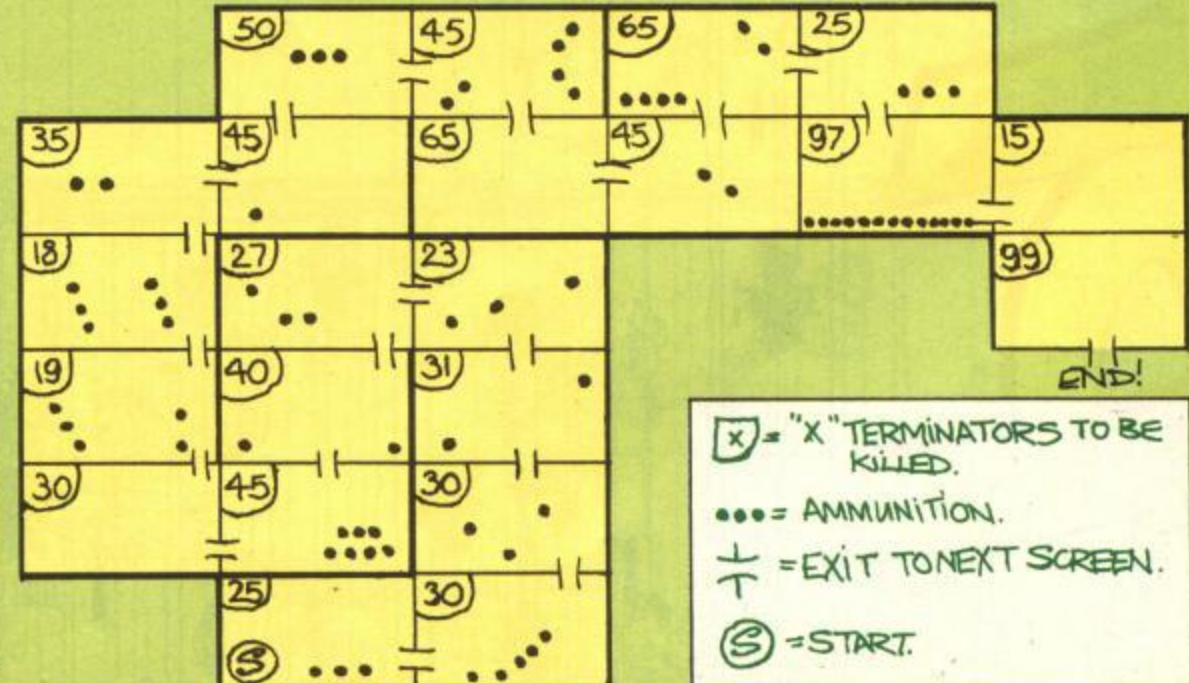 50 45 65 25
35 45 65 45 97 15
18 27 23 99
19 40 31
END!
30 45 30
25 30
S
X = "X" TERMINATORS TO BE
KILLED.
••• = AMMUNITION.
= EXIT TO NEXT SCREEN.
S = START.